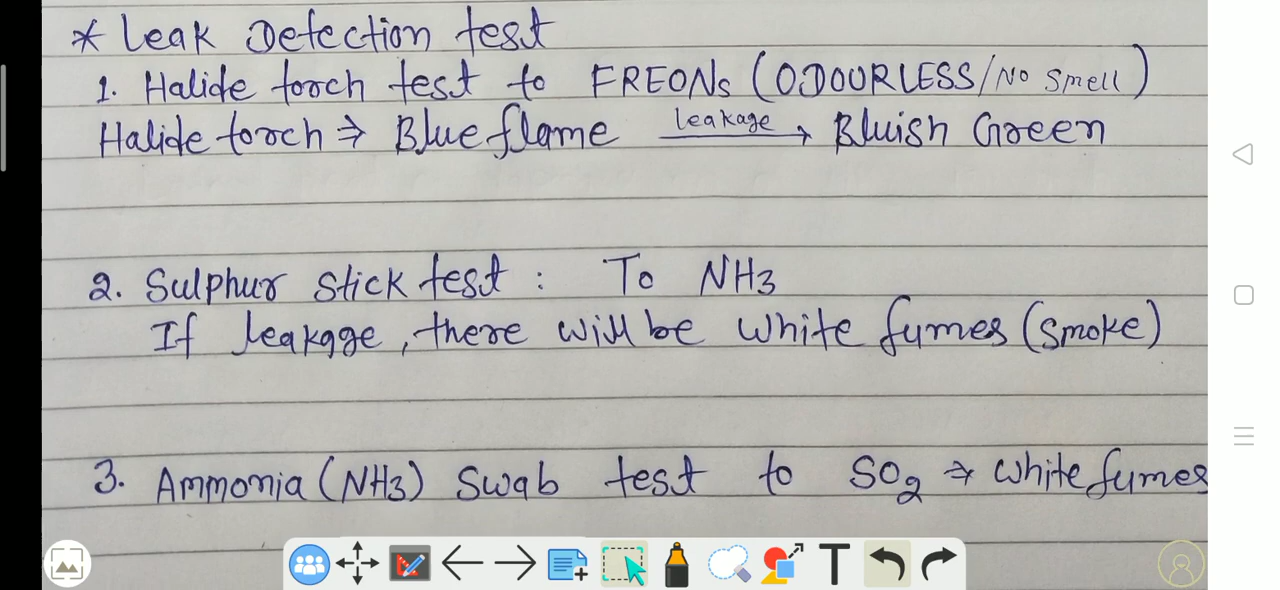 * Leak Detection test
1. Halide torch test to FREONs (ODOURLESS/No Smell)
Halide torch ⇒ Blue flame leakage → Bluish Green
2. Sulphur Stick test : To NH3
If leakage, there will be white fumes (smoke)
3. Ammonia (NH3) Swab test to SO2 ⇒ white fumes
T